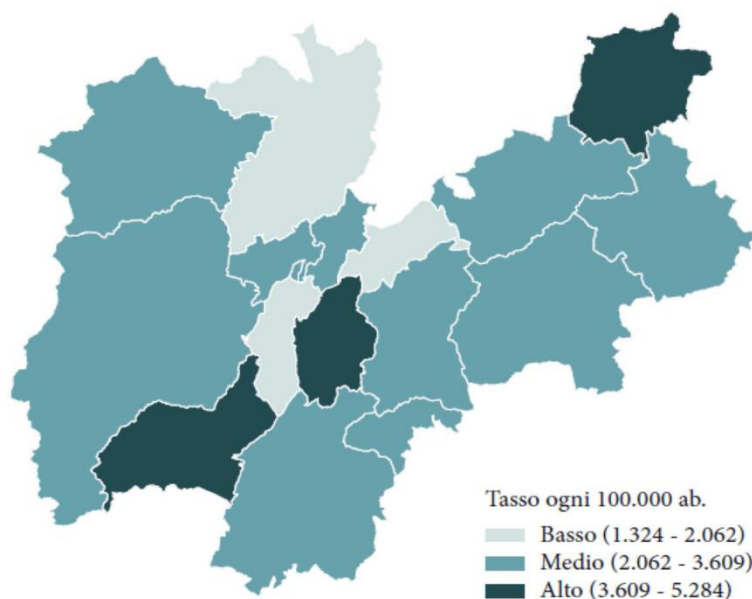 Tasso ogni 100.000 ab.
Basso (1.324 - 2.062)
Medio (2.062 - 3.609)
Alto (3.609 - 5.284)